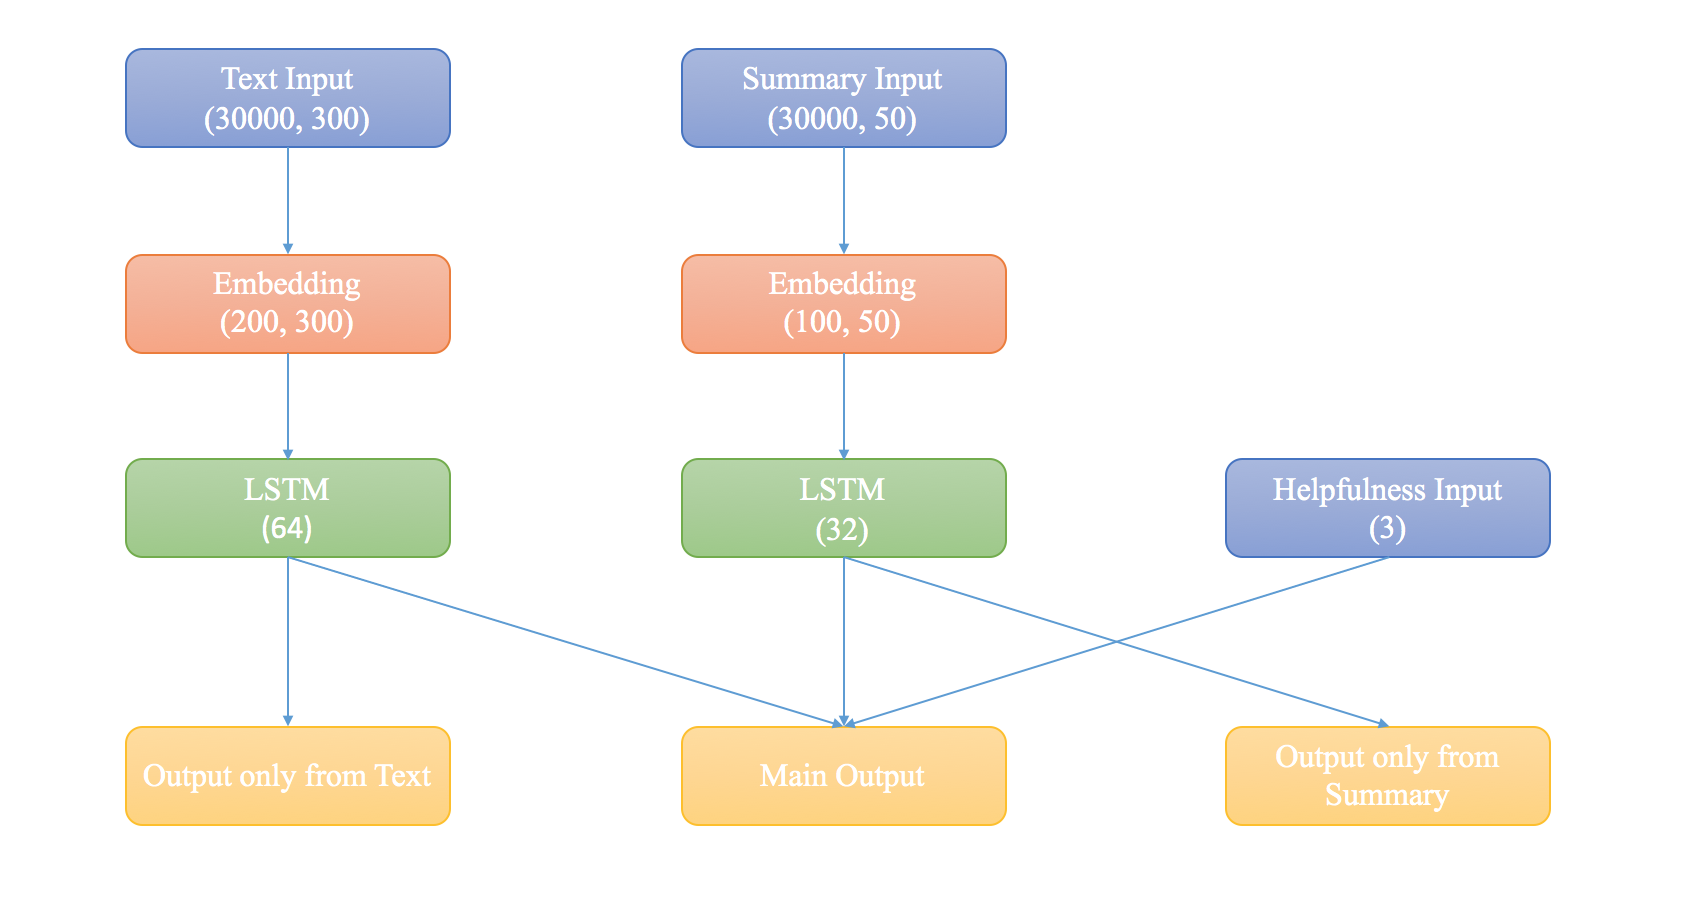 Text Input
(30000, 300)
Summary Input
(30000, 50)
Embedding
(200, 300)
Embedding
(100, 50)
LSTM
(64)
LSTM
(32)
Helpfulness Input
(3)
Output only from Text
Main Output
Output only from
Summary